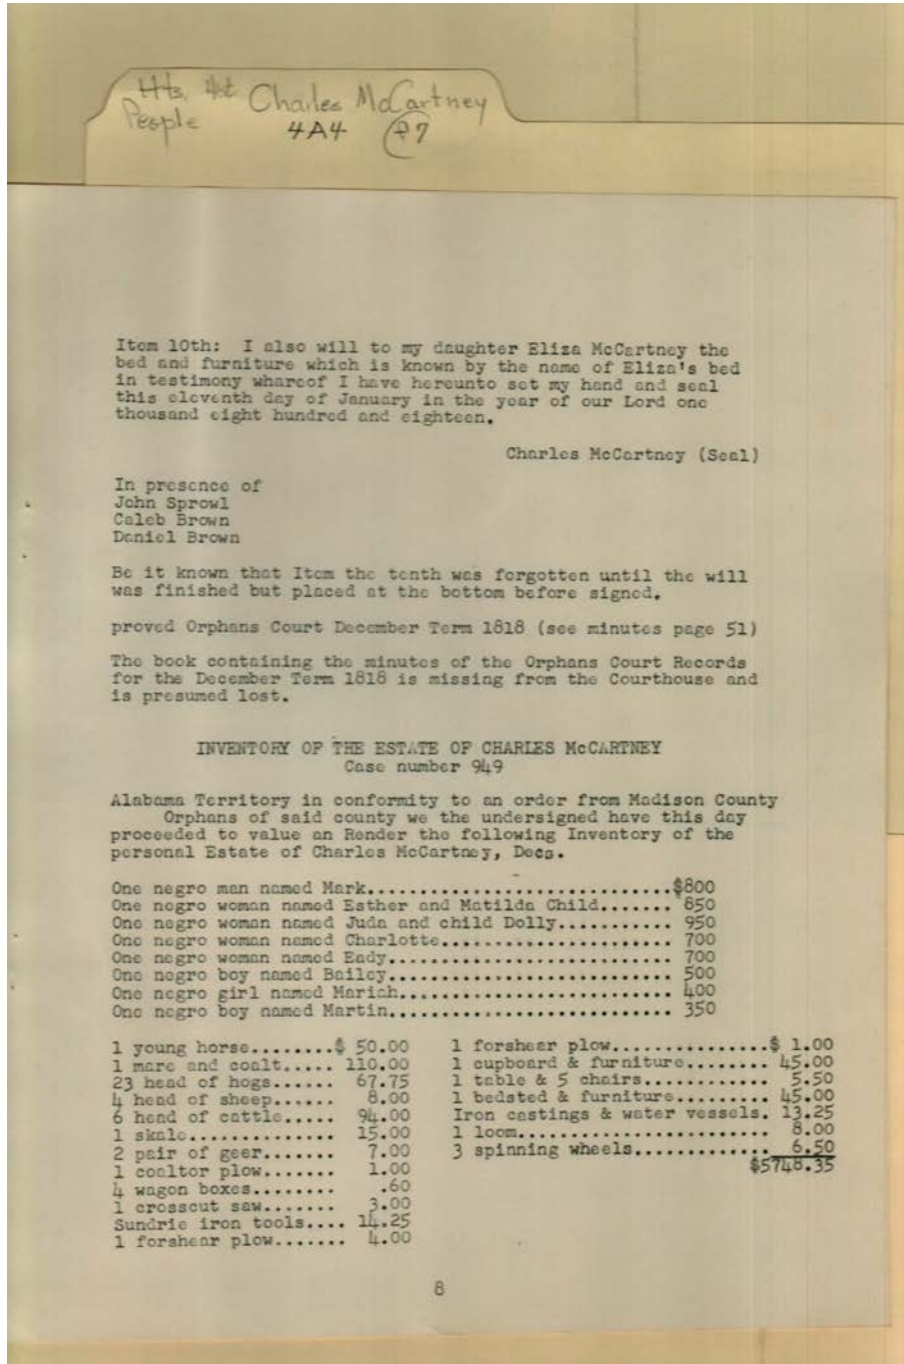 Hts. 4st Charles McCartney
People 4A4 P7
Item 10th: I also will to my daughter Eliza McCartney the
bed and furniture which is known by the name of Eliza's bed
in testimony whareof I have hereunto set my hand and seal
this eleventh day of January in the year of our Lord one
thousand eight hundred and eighteen.
Charles McCartney (Seal)
In presence of
John Sprowl
Caleb Brown
Daniel Brown
Be it known that Item the tenth was forgotten until the will
was finished but placed at the bottom before signed.
proved Orphans Court December Term 1818 (see minutes page 51)
The book containing the minutes of the Orphans Court Records
for the December Term 1818 is missing from the Courthouse and
is presumed lost.
INVENTORY OF THE ESTATE OF CHARLES McCARTNEY
Case number 949
Alabama Territory in conformity to an order from Madison County
Orphans of said county we the undersigned have this day
proceeded to value an Render the following Inventory of the
personal Estate of Charles McCartney, Decs.
One negro man named Mark.............................$800
One negro woman named Esther and Matilda Child....... 850
One negro woman named Juda and child Dolly........... 950
One negro woman named Charlotte...................... 700
One negro woman named Eady........................... 700
One negro boy named Bailey........................... 500
One negro girl named Mariah.......................... 400
One negro boy named Martin........................... 350
1 young horse........$ 50.00
1 mare and coalt..... 110.00
23 head of hogs...... 67.75
4 head of sheep...... 8.00
6 head of cattle..... 94.00
1 skale.............. 15.00
2 pair of geer....... 7.00
1 coaltor plow....... 1.00
4 wagon boxes........ .60
1 crosscut saw....... 3.00
Sundrie iron tools.... 14.25
1 forshear plow....... 4.00
1 forshear plow...............$ 1.00
1 cupboard & furniture........ 45.00
1 table & 5 chairs............ 5.50
1 bedsted & furniture......... 45.00
Iron castings & water vessels. 13.25
1 loom........................ 8.00
3 spinning wheels............. 6.50
$5748.35
8